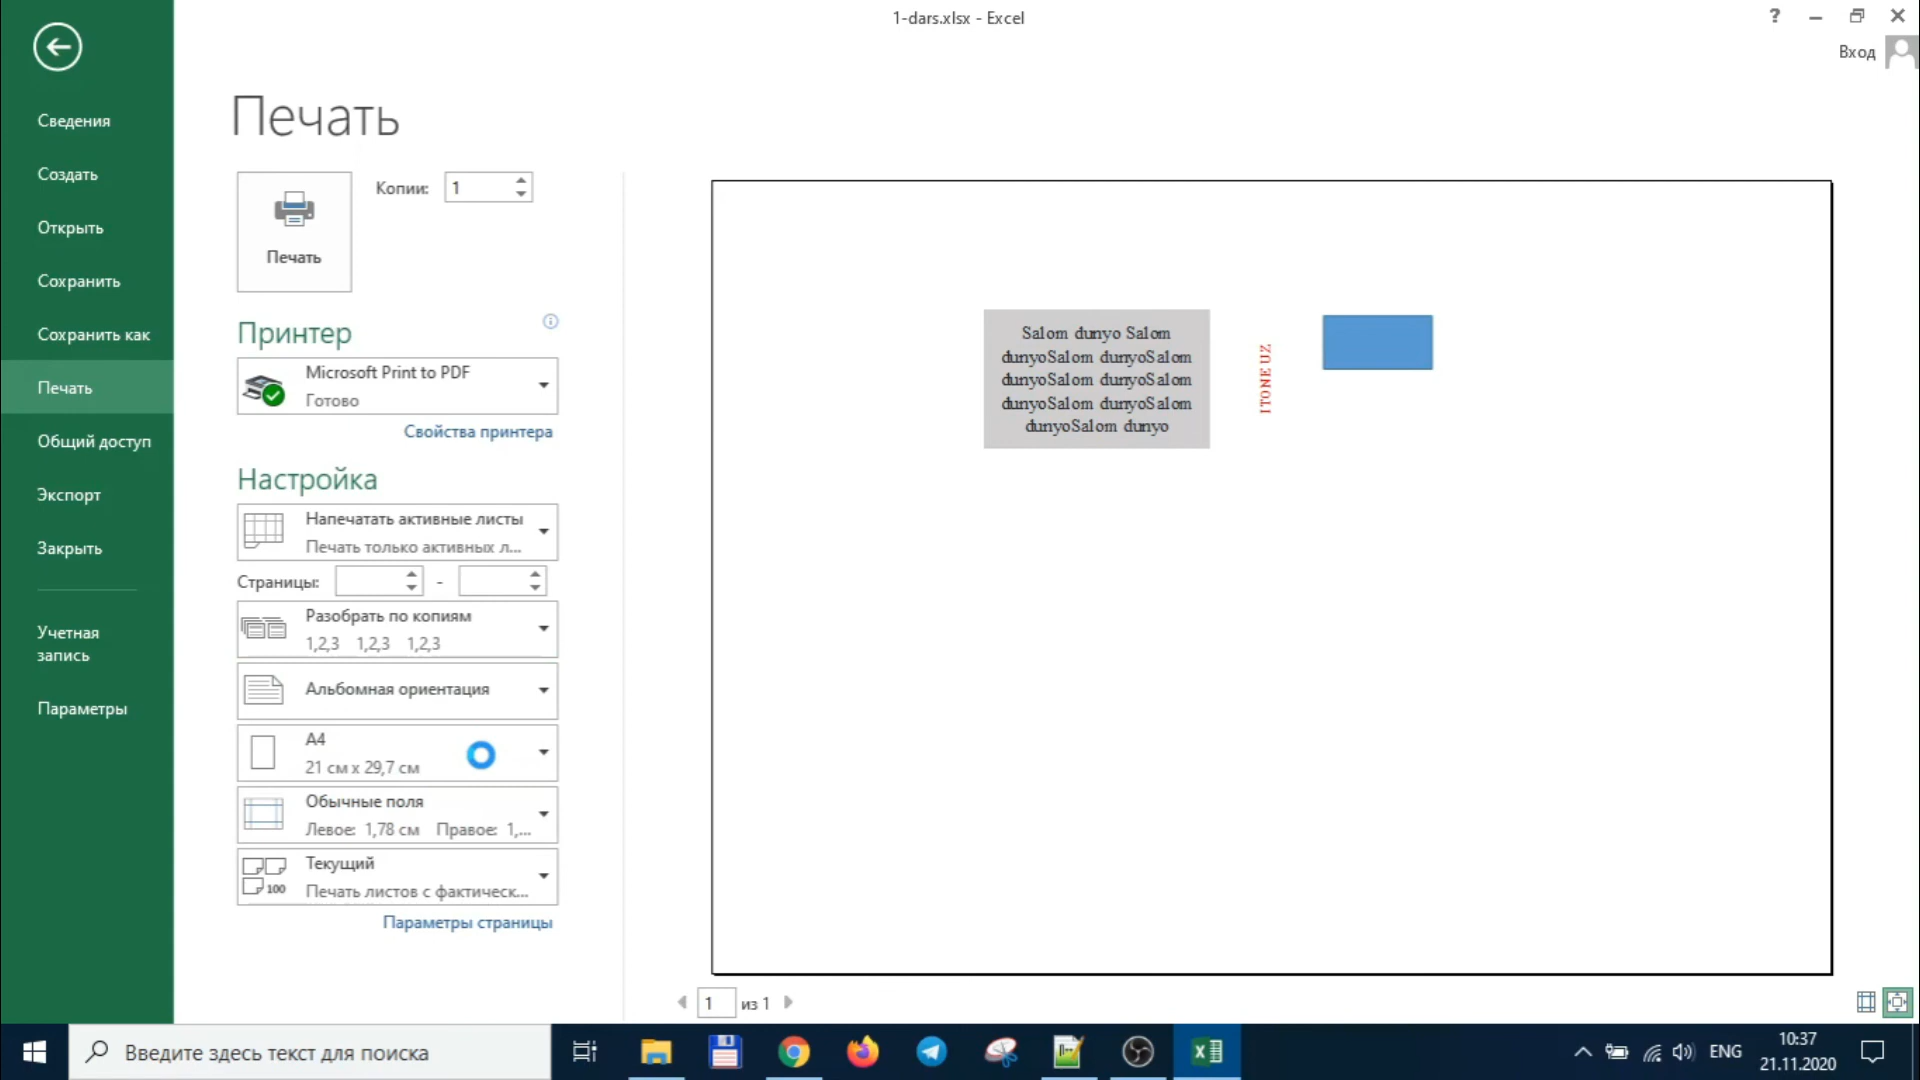 1-dars.xlsx - Excel
?
Вход
Сведения
Создать
Открыть
Сохранить
Сохранить как
Печать
Общий доступ
Экспорт
Закрыть
Учетная
запись
Параметры
Печать
Печать
Копии: 1
Принтер
Microsoft Print to PDF
Готово
Свойства принтера
Настройка
Напечатать активные листы
Печать только активных л...
Страницы: -
Разобрать по копиям
1,2,3 1,2,3 1,2,3
Альбомная ориентация
A4
21 см x 29,7 см
Обычные поля
Левое: 1,78 см Правое: 1,...
Текущий
100
Печать листов с фактическ...
Параметры страницы
Salom dunyo Salom
dunyoSalom dunyoSalom
dunyoSalom dunyoSalom
dunyoSalom dunyoSalom
dunyoSalom dunyo
ITONE UZ
1 из 1
Введите здесь текст для поиска
ENG
10:37
21.11.2020